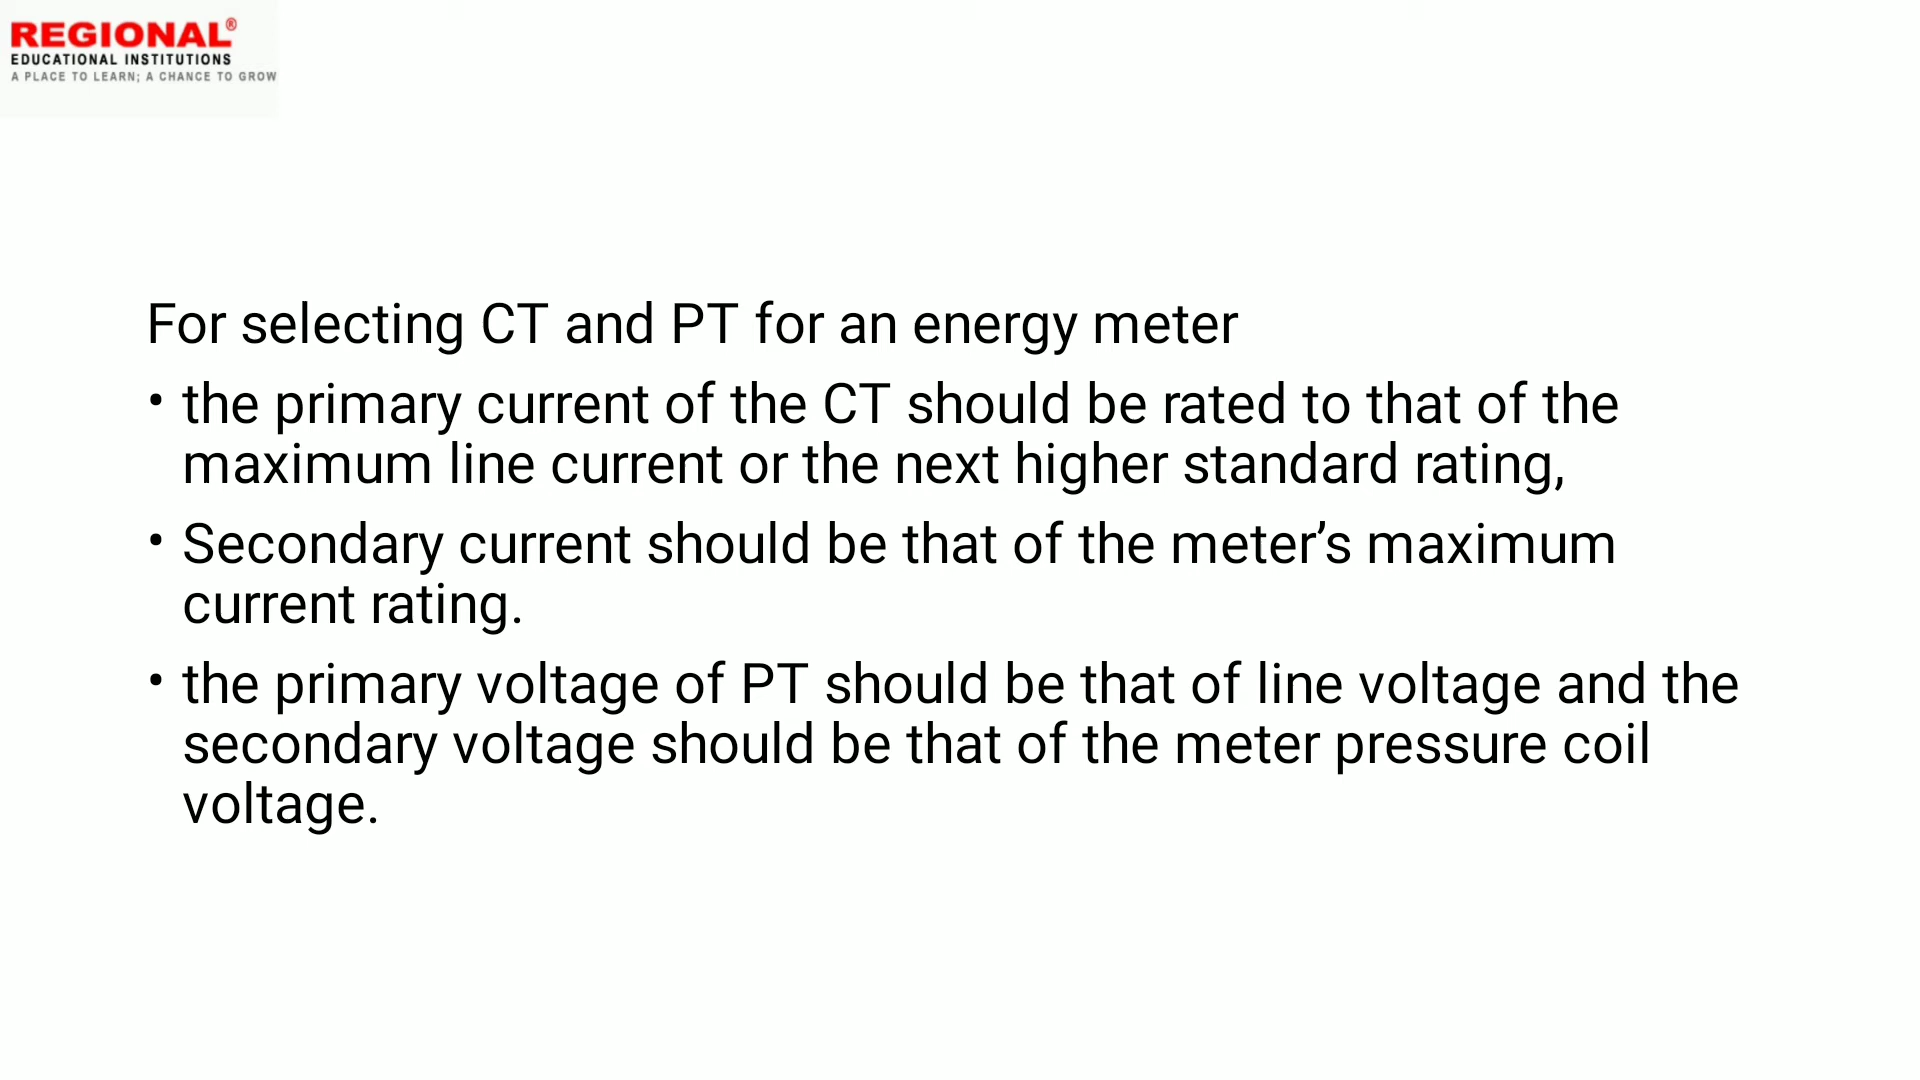 REGIONAL®
EDUCATIONAL INSTITUTIONS
A PLACE TO LEARN; A CHANCE TO GROW
For selecting CT and PT for an energy meter
• the primary current of the CT should be rated to that of the
maximum line current or the next higher standard rating,
• Secondary current should be that of the meter’s maximum
current rating.
• the primary voltage of PT should be that of line voltage and the
secondary voltage should be that of the meter pressure coil
voltage.